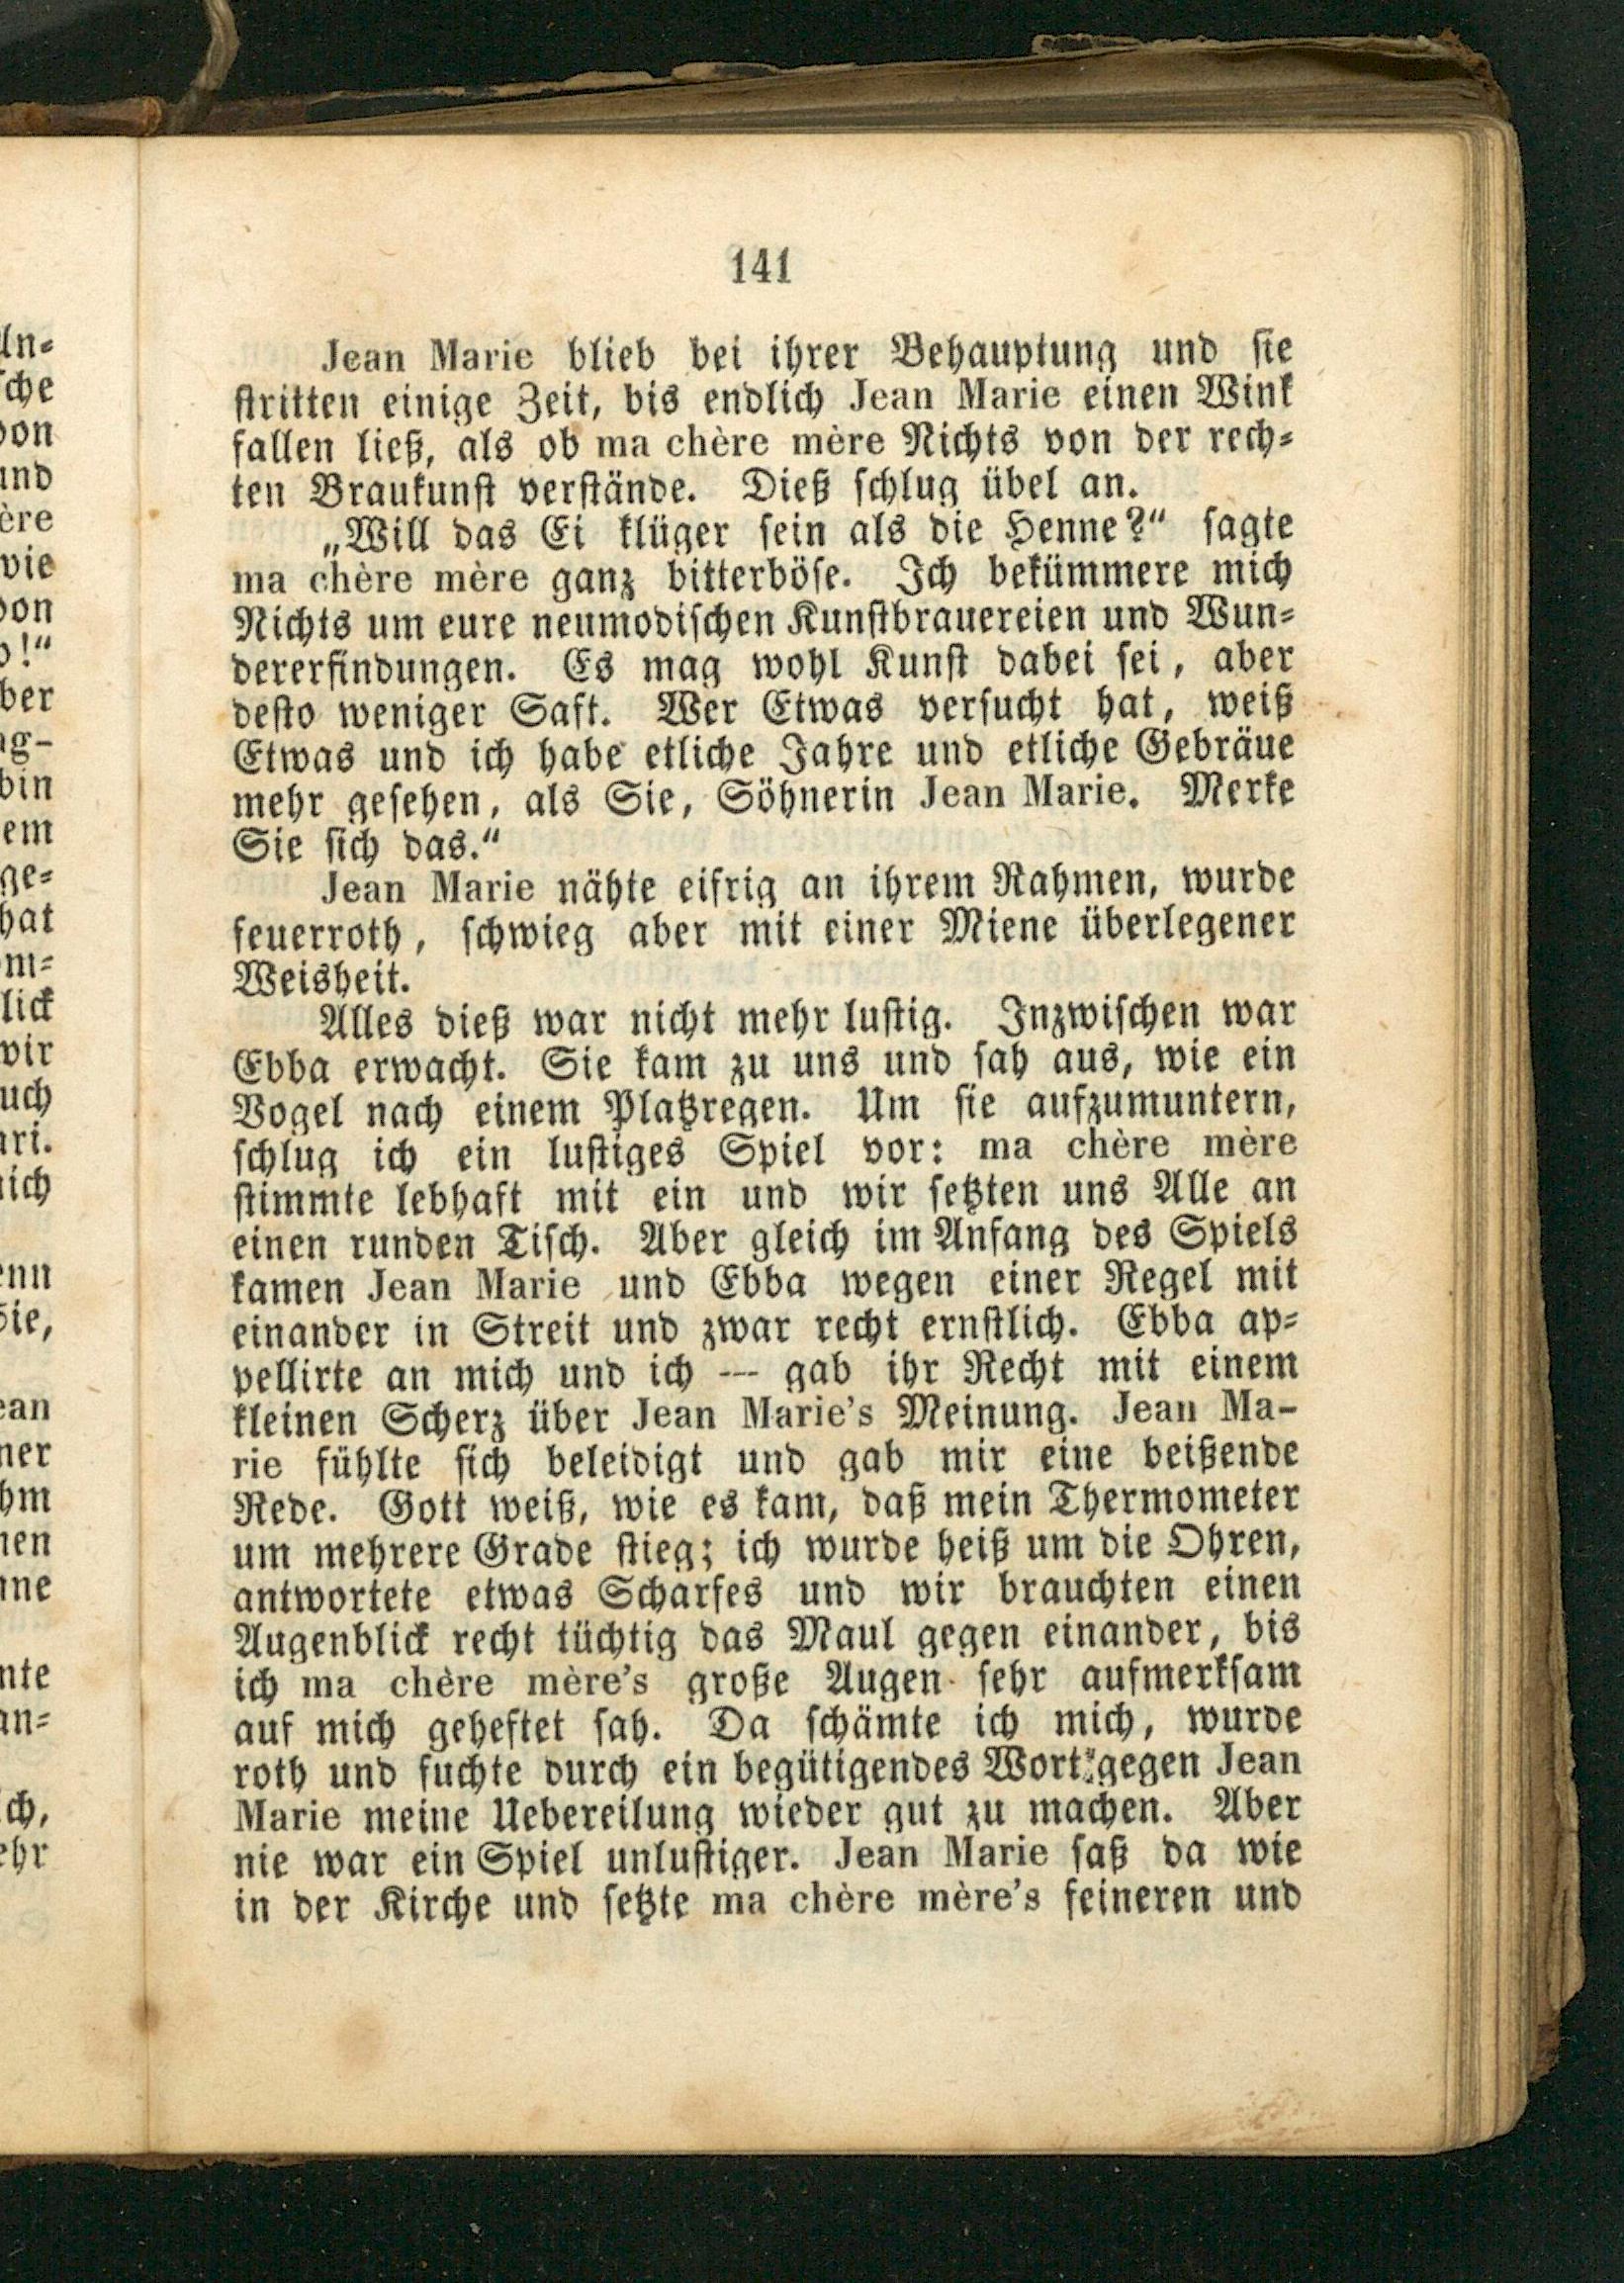 141
Jean Marie blieb bei ihrer Behauptung und sie
stritten einige Zeit, bis endlich Jean Marie einen Wink
fallen ließ, als ob ma chère mère Nichts von der rech-
ten Braukunst verstände. Dieß schlug übel an.
„Will das Ei klüger sein als die Henne?“ sagte
ma chère mère ganz bitterböse. Ich bekümmere mich
Nichts um eure neumodischen Kunstbrauereien und Wun-
dererfindungen. Es mag wohl Kunst dabei sei, aber
desto weniger Saft. Wer Etwas versucht hat, weiß
Etwas und ich habe etliche Jahre und etliche Gebräue
mehr gesehen, als Sie, Söhnerin Jean Marie. Merke
Sie sich das.“
Jean Marie nähte eifrig an ihrem Rahmen, wurde
feuerroth, schwieg aber mit einer Miene überlegener
Weisheit.
Alles dieß war nicht mehr lustig. Inzwischen war
Ebba erwacht. Sie kam zu uns und sah aus, wie ein
Vogel nach einem Platzregen. Um sie aufzumuntern,
schlug ich ein lustiges Spiel vor: ma chère mère
stimmte lebhaft mit ein und wir setzten uns Alle an
einen runden Tisch. Aber gleich im Anfang des Spiels
kamen Jean Marie und Ebba wegen einer Regel mit
einander in Streit und zwar recht ernstlich. Ebba ap-
pellirte an mich und ich — gab ihr Recht mit einem
kleinen Scherz über Jean Marie's Meinung. Jean Ma-
rie fühlte sich beleidigt und gab mir eine beißende
Rede. Gott weiß, wie es kam, daß mein Thermometer
um mehrere Grade stieg; ich wurde heiß um die Ohren,
antwortete etwas Scharfes und wir brauchten einen
Augenblick recht tüchtig das Maul gegen einander, bis
ich ma chère mère's große Augen sehr aufmerksam
auf mich geheftet sah. Da schämte ich mich, wurde
roth und suchte durch ein begütigendes Wort gegen Jean
Marie meine Uebereilung wieder gut zu machen. Aber
nie war ein Spiel unlustiger. Jean Marie saß da wie
in der Kirche und setzte ma chère mère's feineren und